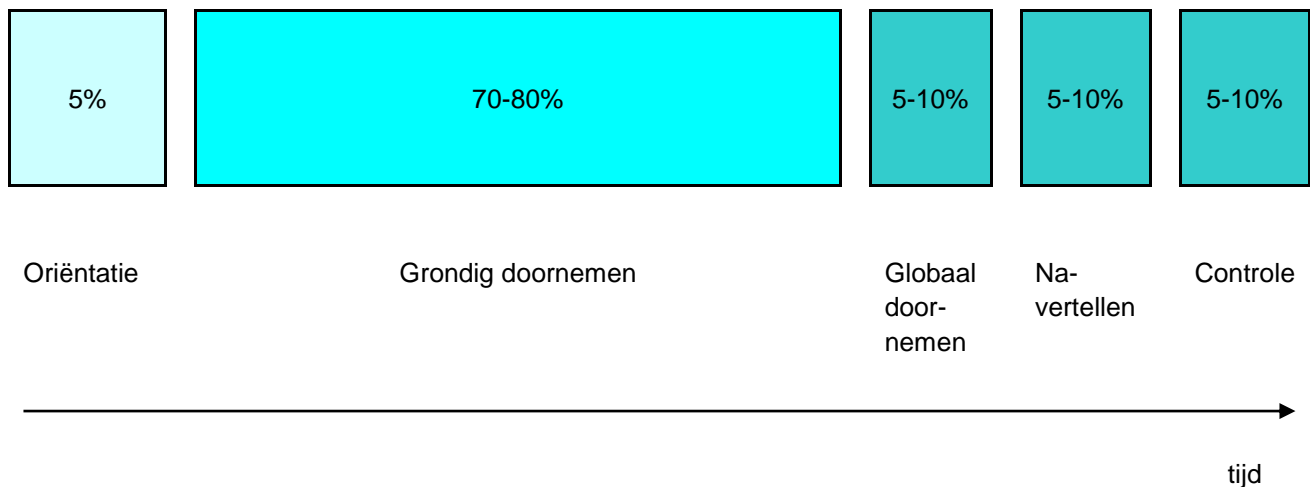 5%
70-80%
5-10%
5-10%
5-10%
Oriëntatie
Grondig doornemen
Globaal
door-
nemen
Na-
vertellen
Controle
tijd